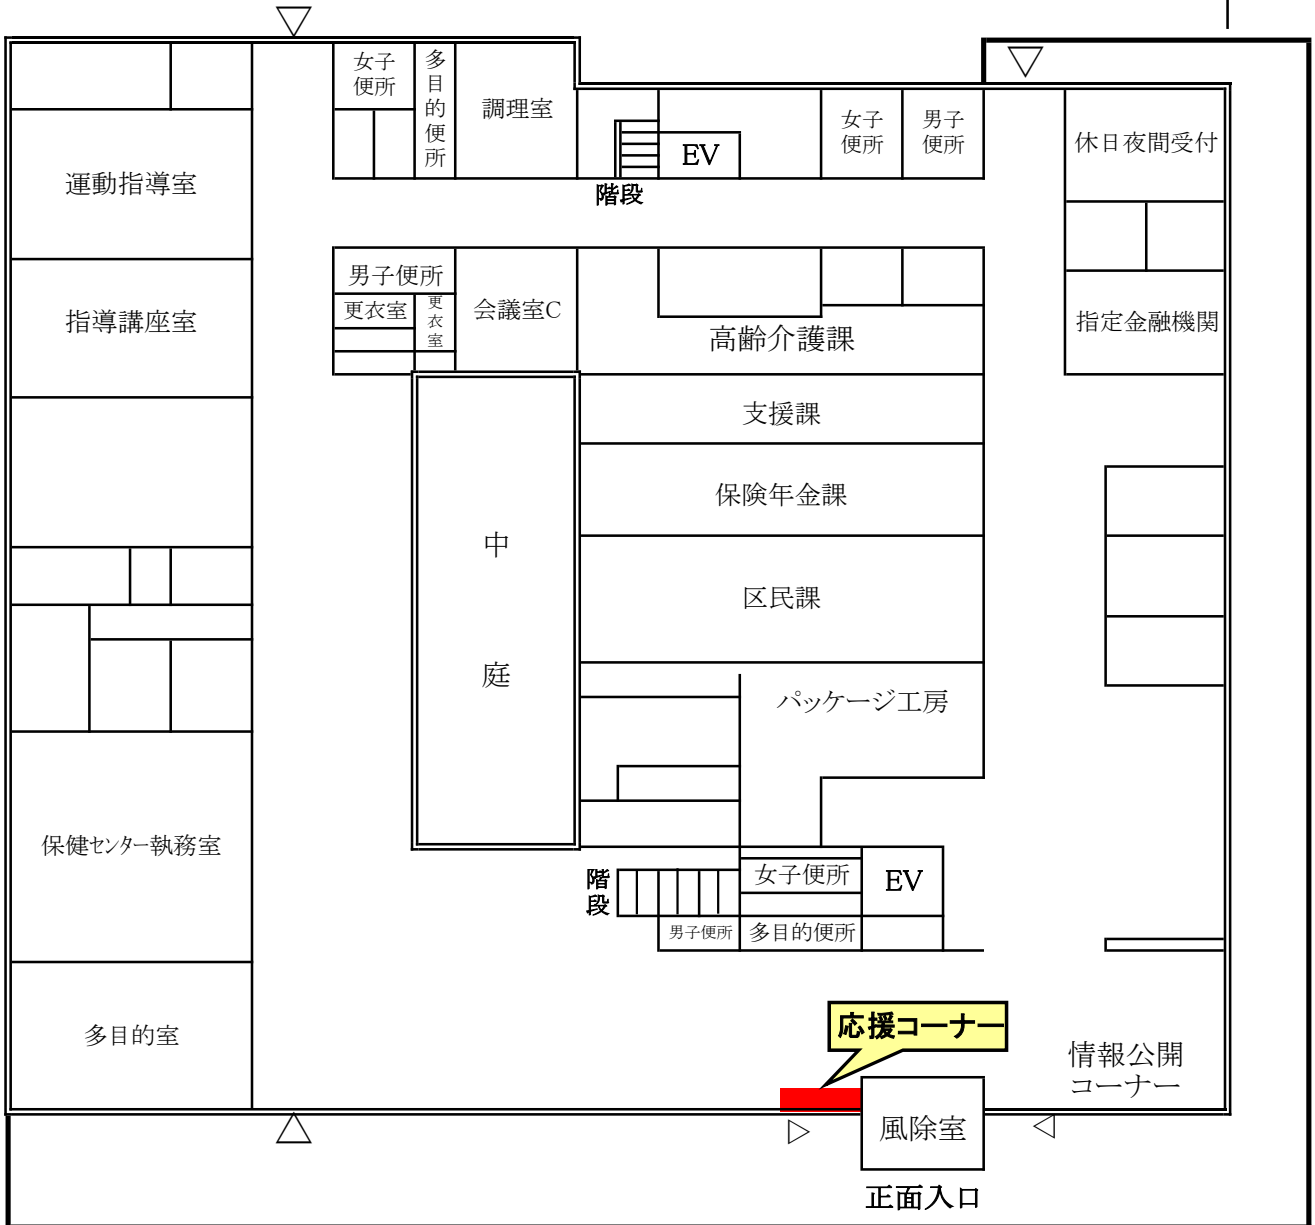 女子
便所
多
目
的
便
所
調理室
EV
階段
女子
便所
男子
便所
休日夜間受付
運動指導室
指導講座室
男子便所
更衣室
更
衣
室
会議室C
高齢介護課
指定金融機関
支援課
保険年金課
中
庭
区民課
パッケージ工房
保健センター執務室
階
段
女子便所
EV
男子便所
多目的便所
多目的室
応援コーナー
情報公開
コーナー
風除室
正面入口